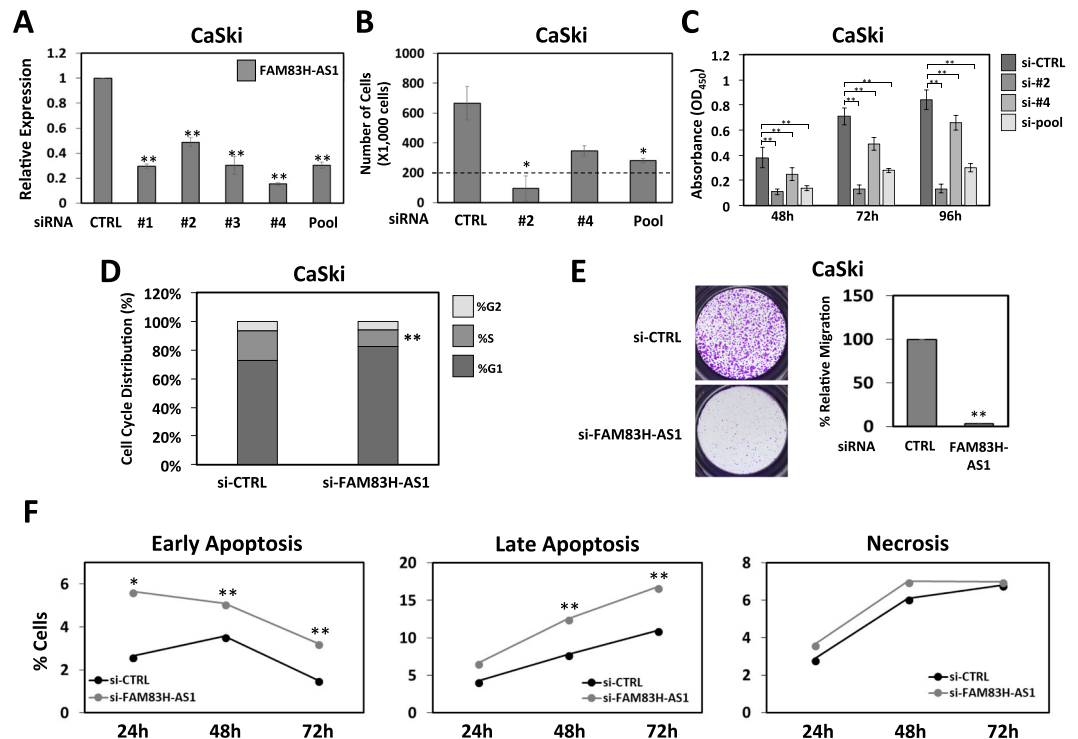 A
CaSki
Relative Expression
1.2
1
0.8
0.6
0.4
0.2
0
FAM83H-AS1
**
**
**
**
**
siRNA CTRL #1 #2 #3 #4 Pool
B
CaSki
Number of Cells
(X1,000 cells)
1000
800
600
400
200
0
*
*
siRNA CTRL #2 #4 Pool
C
CaSki
Absorbance (OD450)
1.2
1
0.8
0.6
0.4
0.2
0
**
**
**
**
**
**
**
**
**
48h 72h 96h
si-CTRL
si-#2
si-#4
si-pool
D
CaSki
Cell Cycle Distribution (%)
120%
100%
80%
60%
40%
20%
0%
**
si-CTRL si-FAM83H-AS1
%G2
%S
%G1
E
CaSki
si-CTRL
si-FAM83H-AS1
% Relative Migration
150
100
50
0
**
siRNA CTRL FAM83H-
AS1
F
Early Apoptosis
% Cells
6
4
2
0
*
**
**
si-CTRL
si-FAM83H-AS1
24h 48h 72h
Late Apoptosis
20
15
10
5
0
**
**
si-CTRL
si-FAM83H-AS1
24h 48h 72h
Necrosis
8
6
4
2
0
si-CTRL
si-FAM83H-AS1
24h 48h 72h